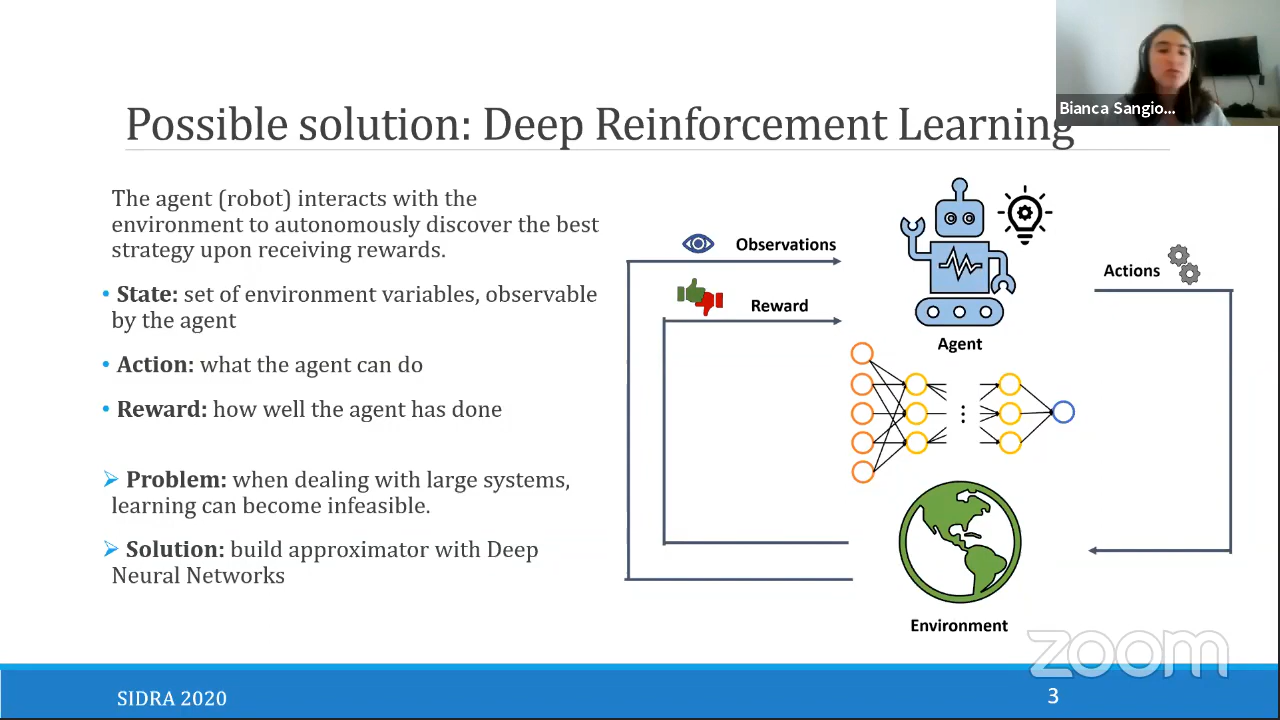 Bianca Sangio...
Possible solution: Deep Reinforcement Learning
The agent (robot) interacts with the
environment to autonomously discover the best
strategy upon receiving rewards.
• State: set of environment variables, observable
by the agent
• Action: what the agent can do
• Reward: how well the agent has done
➢ Problem: when dealing with large systems,
learning can become infeasible.
➢ Solution: build approximator with Deep
Neural Networks
Observations
Reward
Actions
Agent
Environment
zoom
SIDRA 2020
3